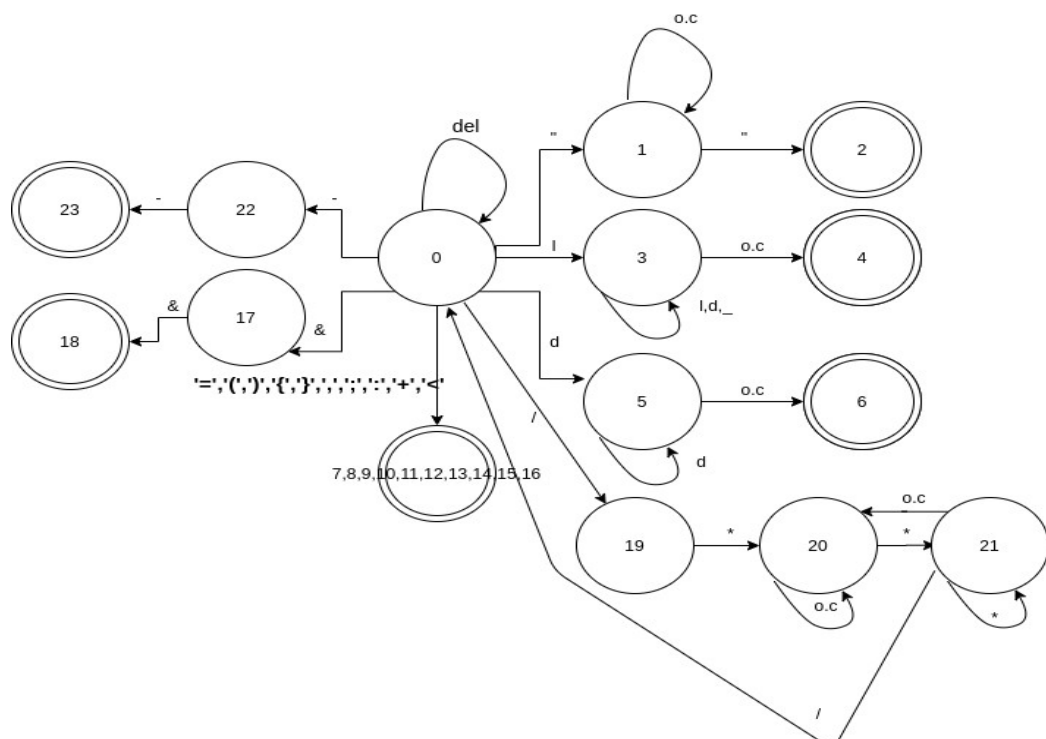 o.c
del
"
"
1
2
23
-
22
-
0
l
3
o.c
4
l,d,_
18
&
17
&
d
'=','(',')','{','}',',',';',':','+','<'
5
o.c
6
/
d
7,8,9,10,11,12,13,14,15,16
o.c
-
19
*
20
*
21
o.c
*
/